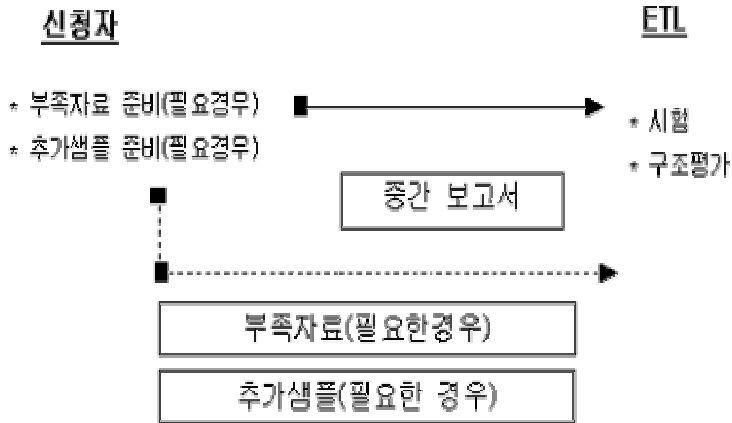 신청자
ETL
* 부족자료 준비(필요경우)
* 추가샘플 준비(필요경우)
* 시험
* 구조평가
중간 보고서
부족자료(필요한경우)
추가샘플(필요한 경우)